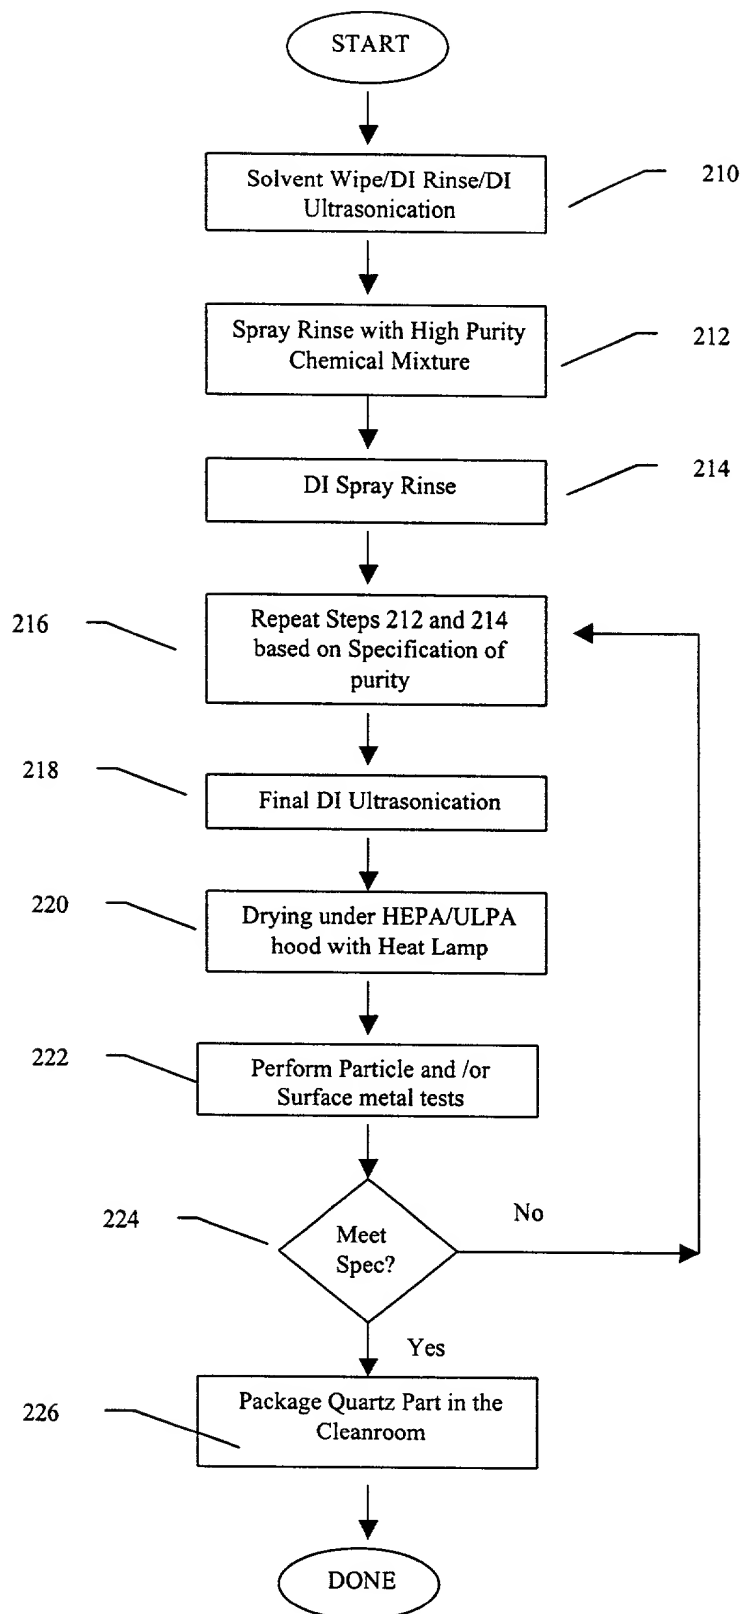 START
Solvent Wipe/DI Rinse/DI
Ultrasonication
210
Spray Rinse with High Purity
Chemical Mixture
212
DI Spray Rinse
214
216
Repeat Steps 212 and 214
based on Specification of
purity
218
Final DI Ultrasonication
220
Drying under HEPA/ULPA
hood with Heat Lamp
222
Perform Particle and /or
Surface metal tests
224
Meet
Spec?
No
Yes
226
Package Quartz Part in the
Cleanroom
DONE